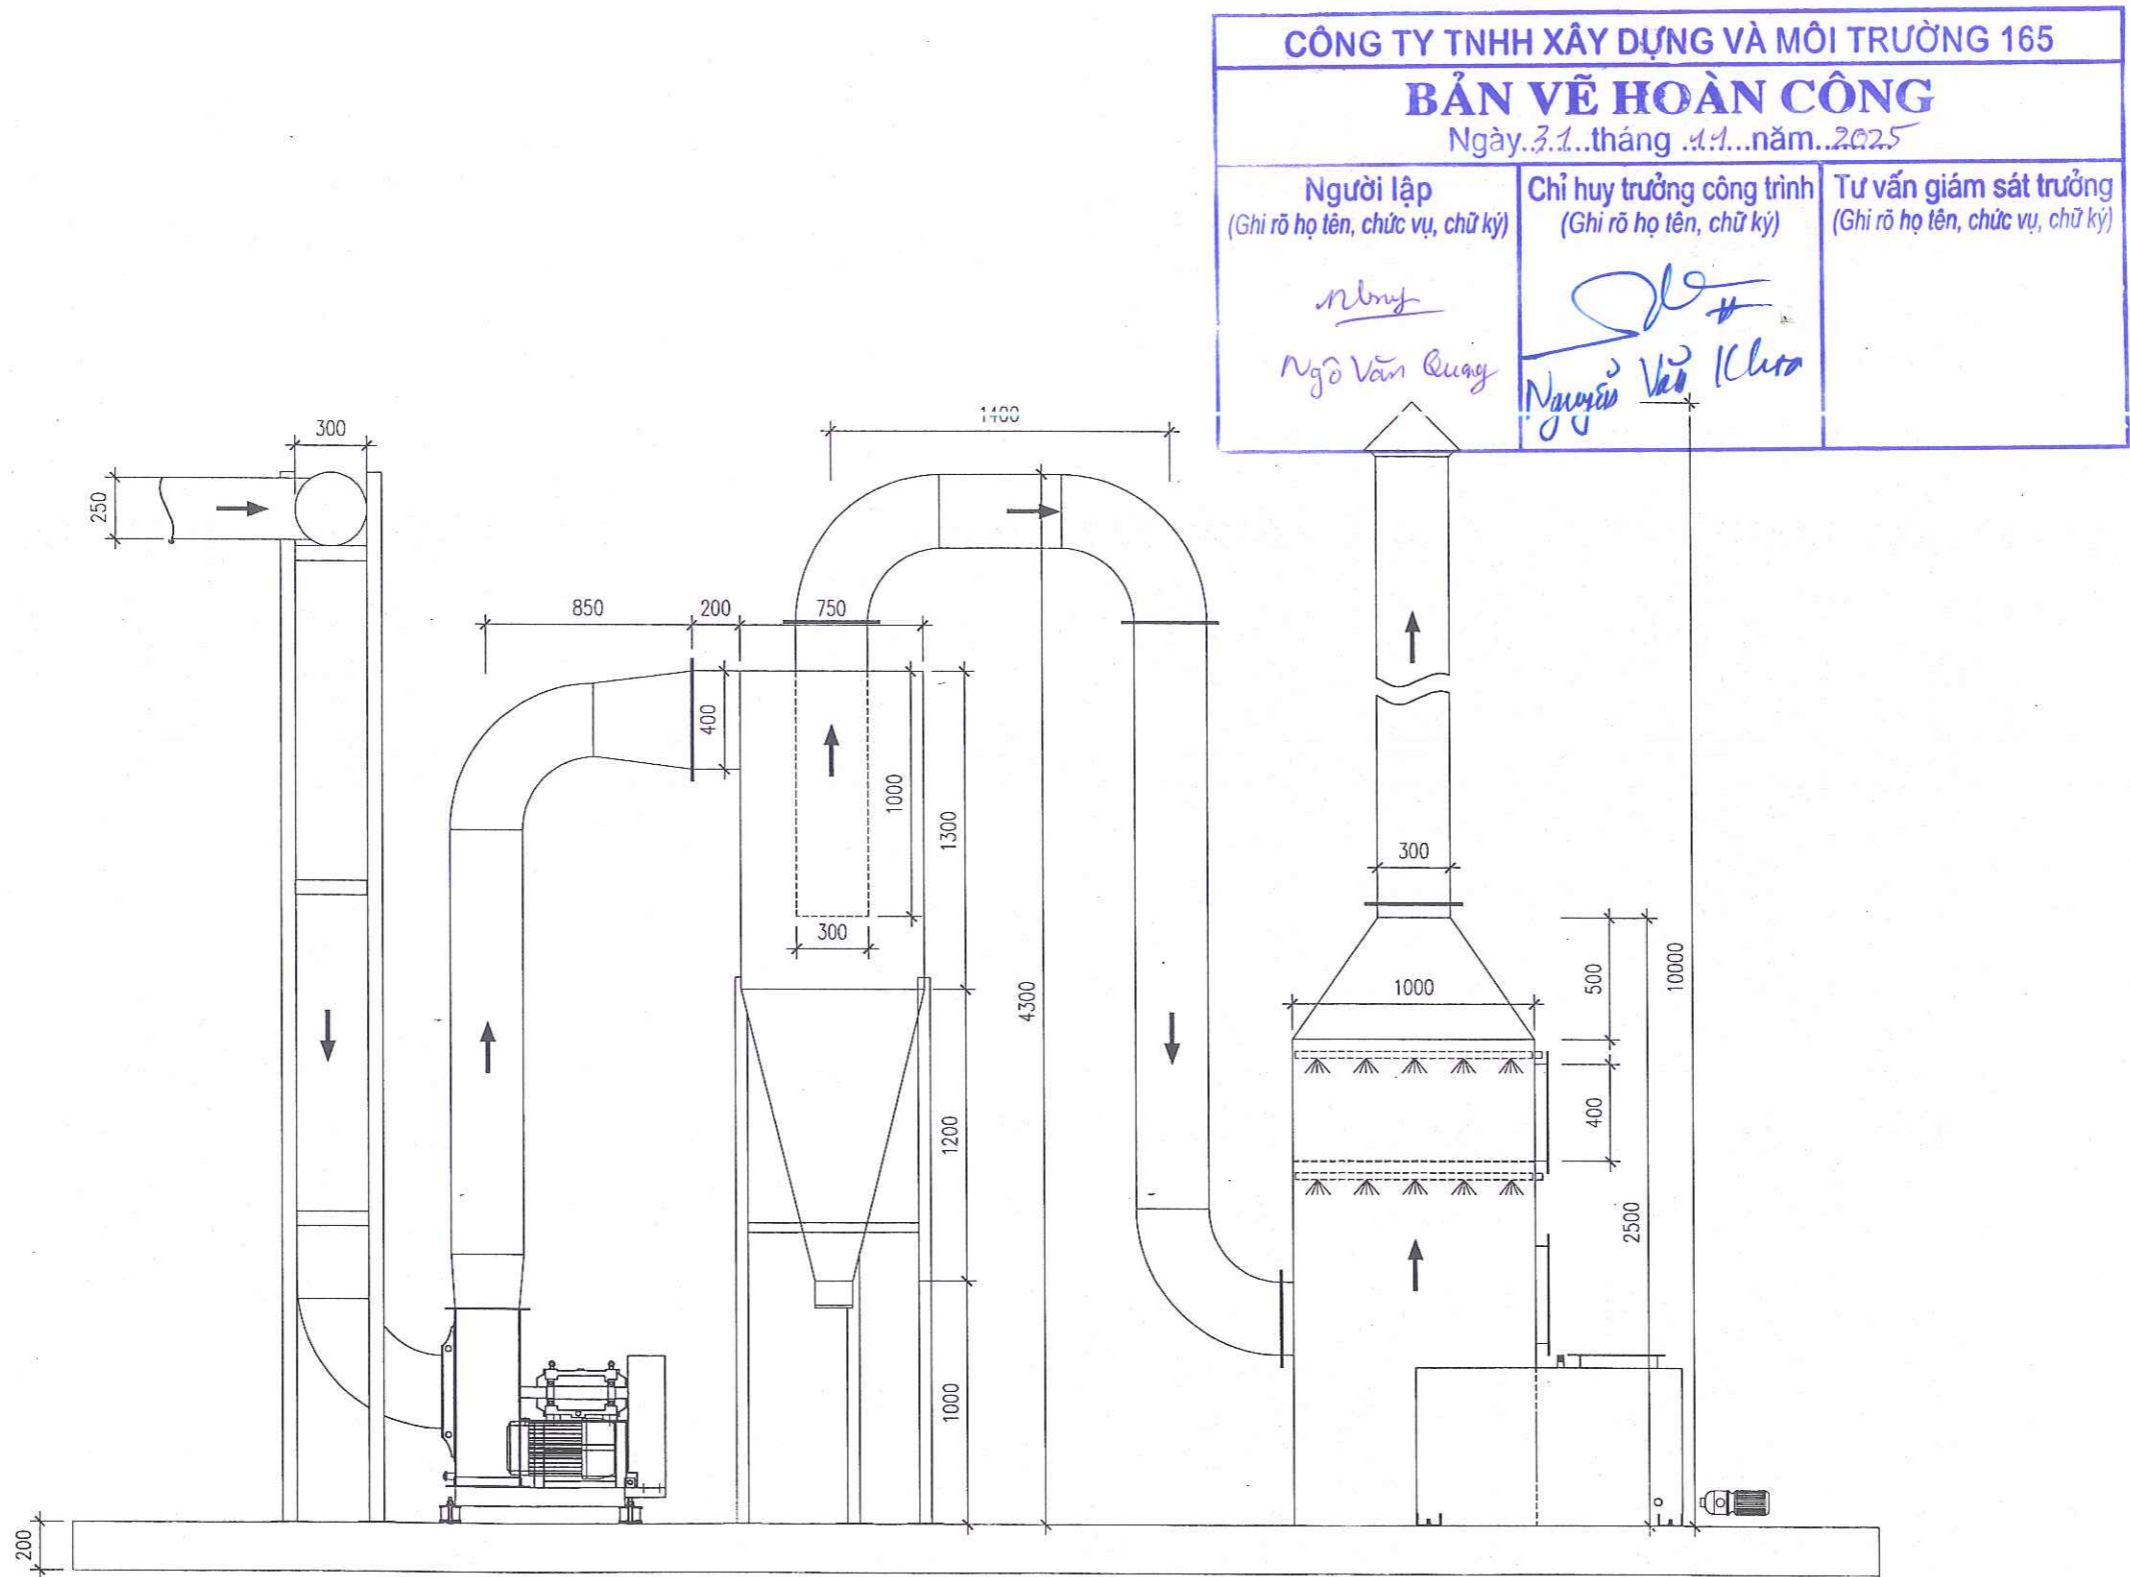 CÔNG TY TNHH XÂY DỰNG VÀ MÔI TRƯỜNG 165
BẢN VẼ HOÀN CÔNG
Ngày..31...tháng ..11...năm..2025
Người lập
(Ghi rõ họ tên, chức vụ, chữ ký)
Ngô Văn Quang
Chỉ huy trưởng công trình
(Ghi rõ họ tên, chữ ký)
Nguyễn Văn Khoa
Tư vấn giám sát trưởng
(Ghi rõ họ tên, chức vụ, chữ ký)
1400
300
250
850
200
750
400
1000
1300
300
300
500
10000
1000
4300
400
1200
2500
1000
200